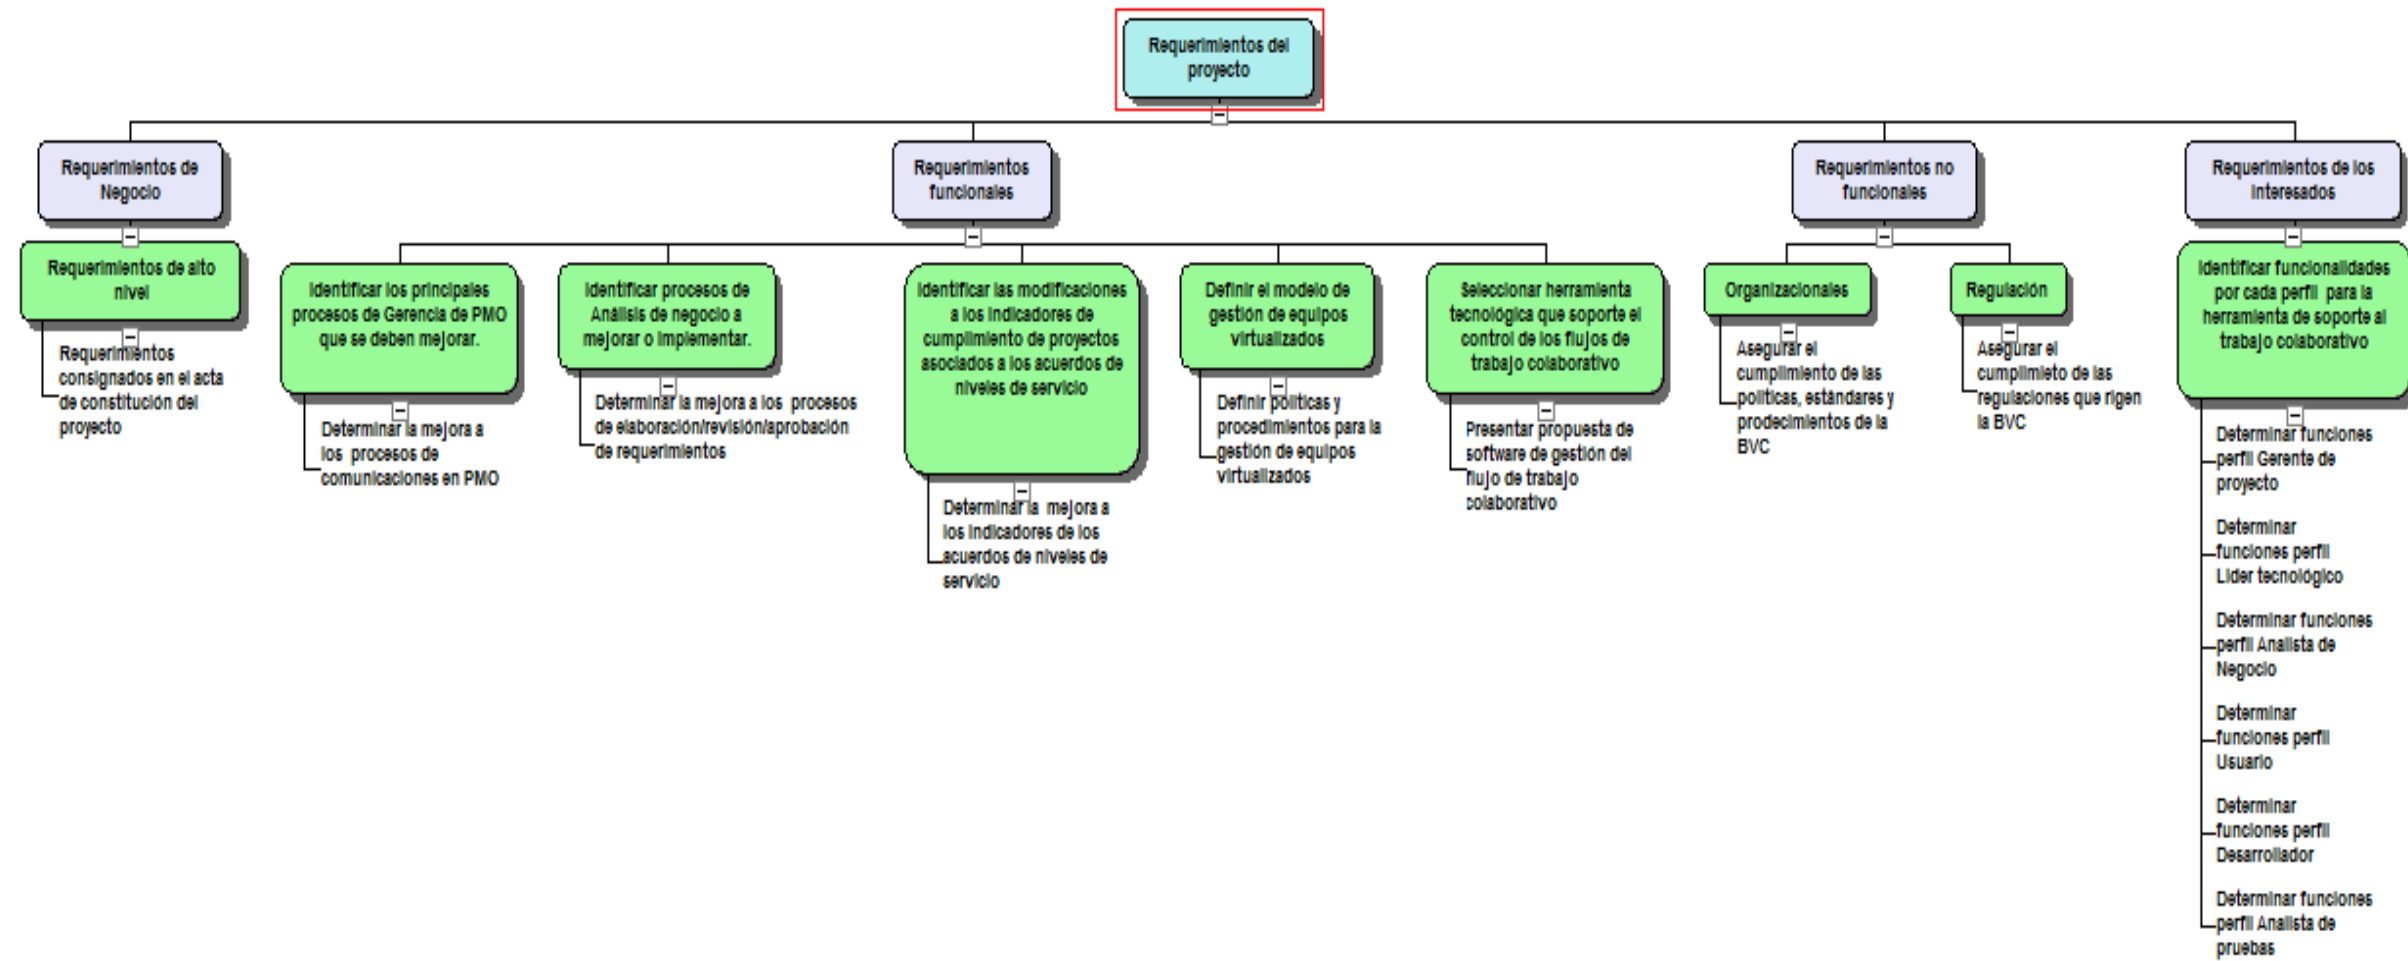 Requerimientos del
proyecto
Requerimientos de
Negocio
Requerimientos
funcionales
Requerimientos no
funcionales
Requerimientos de los
interesados
Requerimientos de alto
nivel
Requerimientos
consignados en el acta
de constitución del
proyecto
Identificar los principales
procesos de Gerencia de PMO
que se deben mejorar.
Determinar la mejora a
los procesos de
comunicaciones en PMO
Identificar procesos de
Análisis de negocio a
mejorar o implementar.
Determinar la mejora a los procesos
de elaboración/revisión/aprobación
de requerimientos
Identificar las modificaciones
a los indicadores de
cumplimiento de proyectos
asociados a los acuerdos de
niveles de servicio
Determinar la mejora a
los indicadores de los
acuerdos de niveles de
servicio
Definir el modelo de
gestión de equipos
virtualizados
Definir políticas y
procedimientos para la
gestión de equipos
virtualizados
Seleccionar herramienta
tecnológica que soporte el
control de los flujos de
trabajo colaborativo
Presentar propuesta de
software de gestión del
flujo de trabajo
colaborativo
Organizacionales
Asegurar el
cumplimiento de las
políticas, estándares y
prodecimientos de la
BVC
Regulación
Asegurar el
cumplimieto de las
regulaciones que rigen
la BVC
Identificar funcionalidades
por cada perfil para la
herramienta de soporte al
trabajo colaborativo
Determinar funciones
perfil Gerente de
proyecto
Determinar
funciones perfil
Lider tecnológico
Determinar funciones
perfil Analista de
Negocio
Determinar
funciones perfil
Usuario
Determinar
funciones perfil
Desarrollador
Determinar funciones
perfil Analista de
pruebas